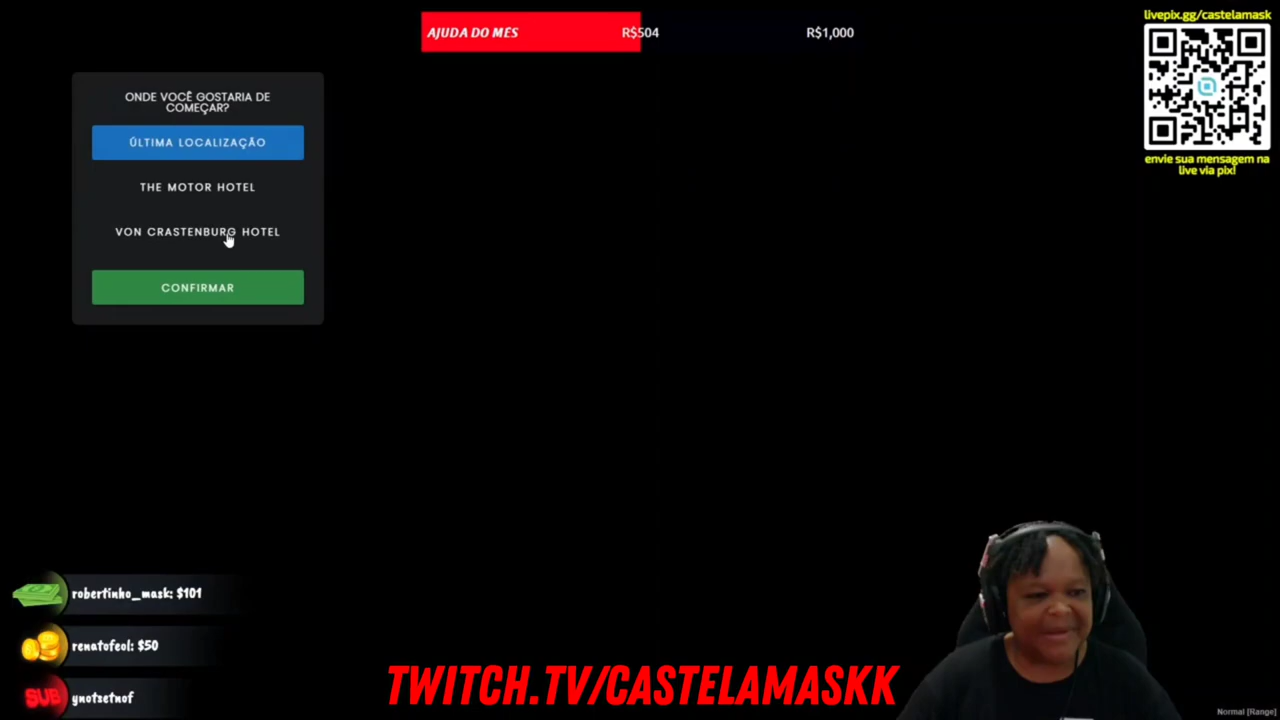 AJUDA DO MÊS R$504 R$1,000
livepix.gg/castelamask
envie sua mensagem na
live via pix!
ONDE VOCÊ GOSTARIA DE
COMEÇAR?
ÚLTIMA LOCALIZAÇÃO
THE MOTOR HOTEL
VON CRASTENBURG HOTEL
CONFIRMAR
robertinho_mask: $101
renatofeol: $50
SUB ynotzetnof
TWITCH.TV/CASTELAMASKK
Normal [Range]